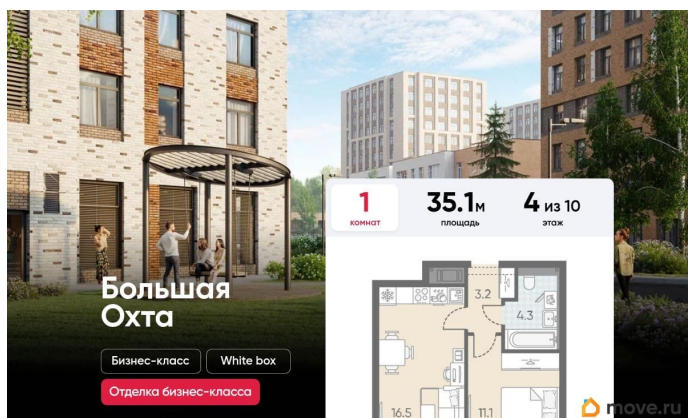 1
комнат
35.1м
площадь
4 из 10
этаж
Большая
Охта
Бизнес-класс
White box
Отделка бизнес-класса
3.2
4.3
16.5
11.1
move.ru